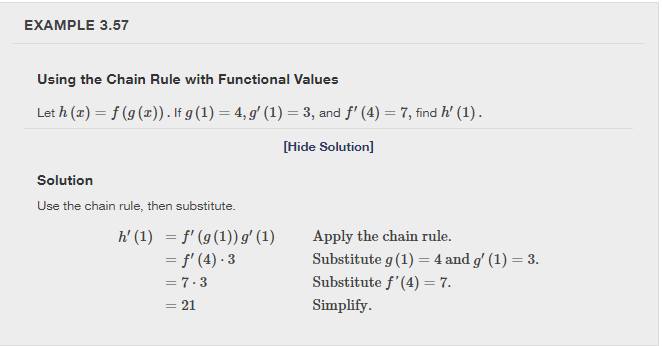 EXAMPLE 3.57
Using the Chain Rule with Functional Values
Let h (x) = f (g (x)) . If g (1) = 4, g′ (1) = 3, and f′ (4) = 7, find h′ (1) .
[Hide Solution]
Solution
Use the chain rule, then substitute.
h′ (1) = f′ (g (1)) g′ (1) Apply the chain rule.
= f′ (4) · 3 Substitute g (1) = 4 and g′ (1) = 3.
= 7 · 3 Substitute f′(4) = 7.
= 21 Simplify.